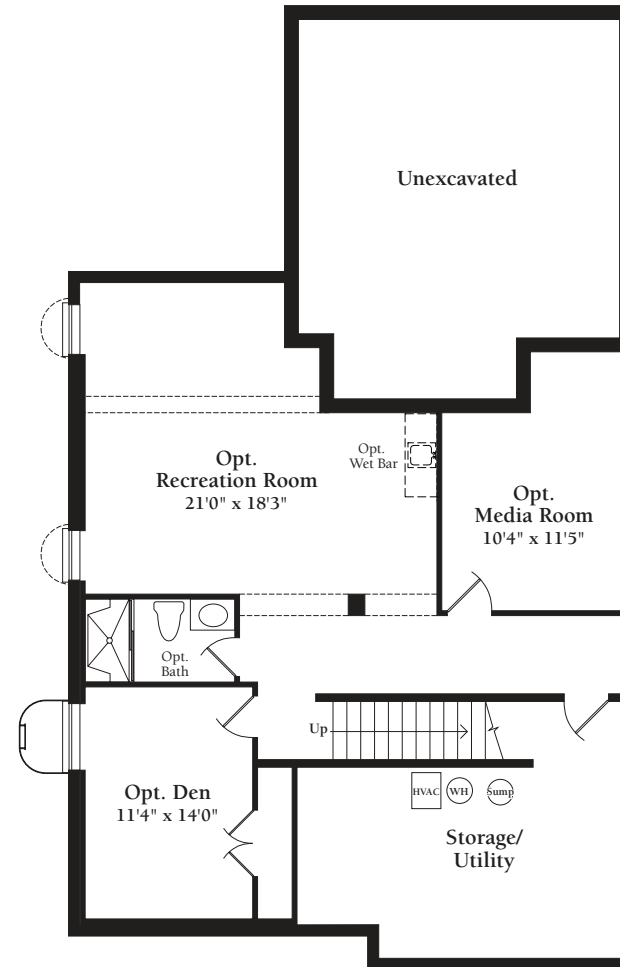 Unexcavated
Opt.
Recreation Room
21'0" x 18'3"
Opt.
Wet Bar
Opt.
Media Room
10'4" x 11'5"
Opt.
Bath
Up
Opt. Den
11'4" x 14'0"
HVAC
WH
Sump
Storage/
Utility